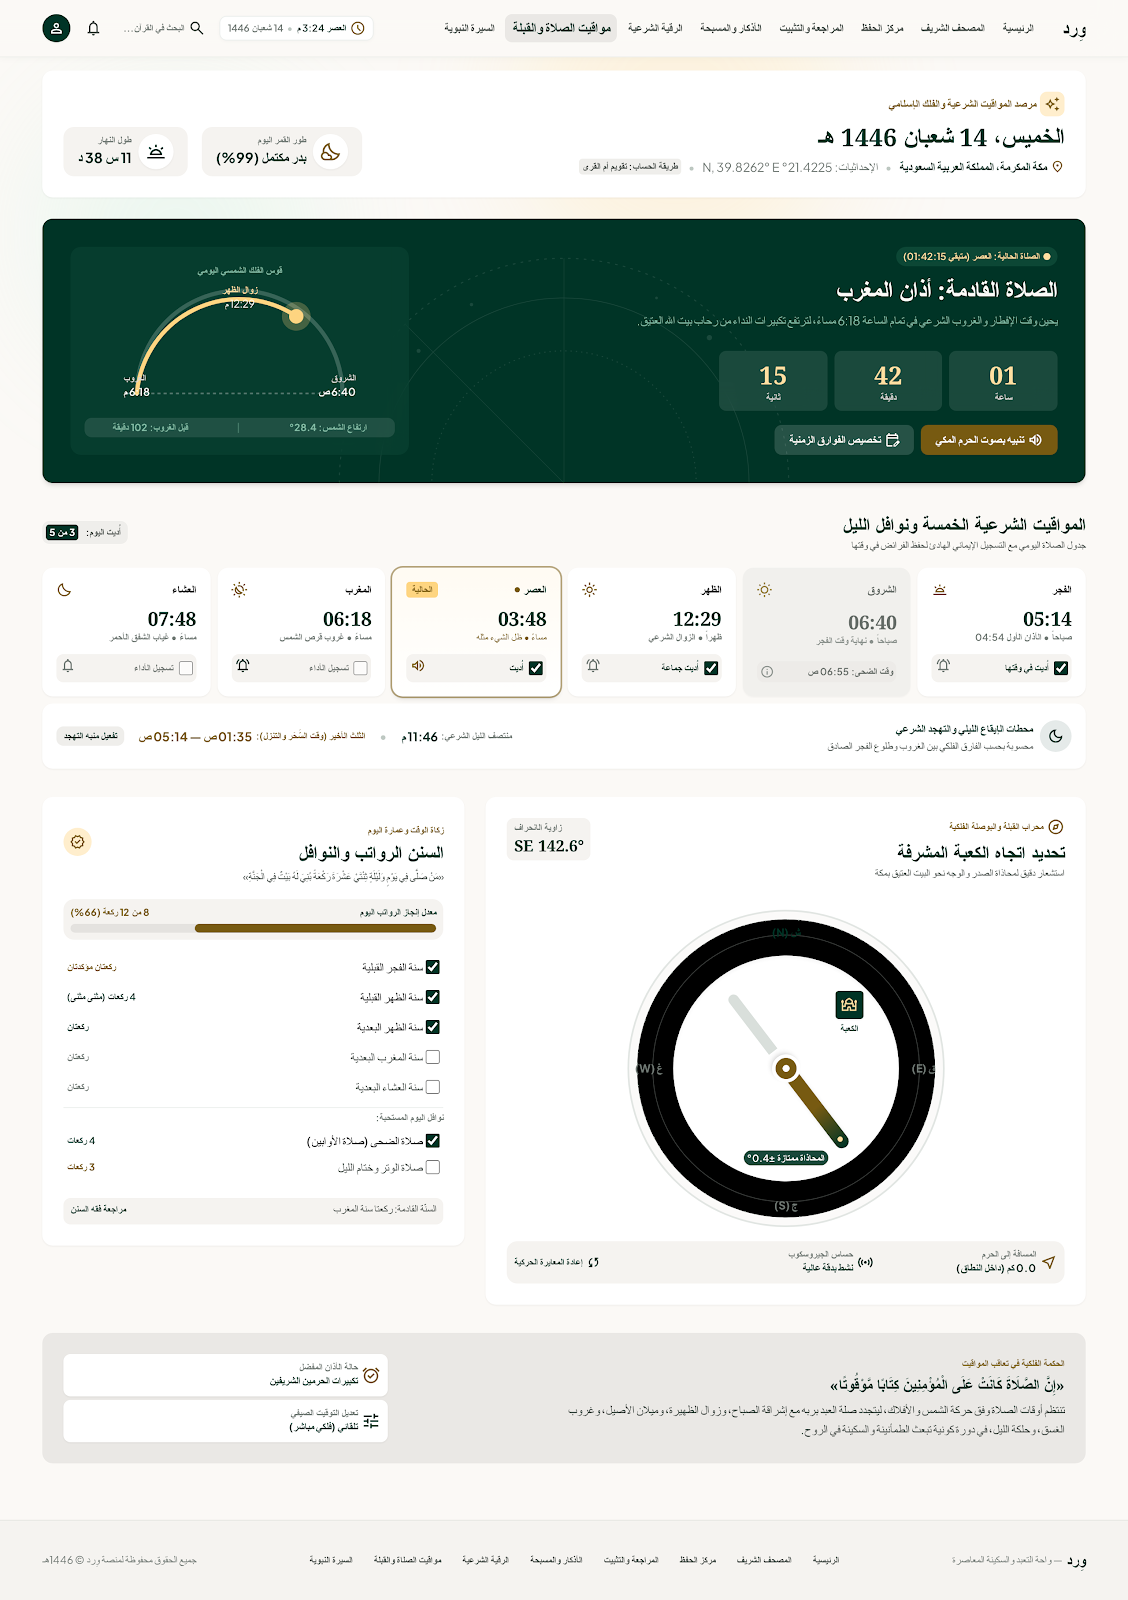 وِرد
الرئيسية
المصحف الشريف
مركز الحفظ
المراجعة والتثبيت
الأذكار والمسبحة
الرقية الشرعية
مواقيت الصلاة والقبلة
السيرة النبوية
العصر 3:24 م • 14 شعبان 1446
البحث في القرآن...
مرصد المواقيت الشرعية والفلك الإسلامي
الخميس، 14 شعبان 1446 هـ
مكة المكرمة، المملكة العربية السعودية • الإحداثيات: 21.4225° N, 39.8262° E • طريقة الحساب: تقويم أم القرى
طور القمر اليوم
بدر مكتمل (99%)
طول النهار
11 س 38 د
الصلاة الحالية: العصر (متبقي 01:42:15)
الصلاة القادمة: أذان المغرب
يحين وقت الإفطار والغروب الشرعي في تمام الساعة 6:18 مساءً، لترتفع تكبيرات النداء من رحاب بيت الله العتيق.
01
ساعة
42
دقيقة
15
ثانية
تنبيه بصوت الحرم المكي
تخصيص الفوارق الزمنية
قوس الفلك الشمسي اليومي
زوال الظهر
12:29م
الشروق
6:40ص
الغروب
6:18م
ارتفاع الشمس: 28.4°
قبل الغروب: 102 دقيقة
المواقيت الشرعية الخمسة ونوافل الليل
جدول الصلاة اليومي مع التسجيل الإيماني الهادئ لحفظ الفرائض في وقتها
أُديت اليوم: 3 من 5
الفجر
05:14
صباحاً • الأذان الأول 04:54
أُديت في وقتها
الشروق
06:40
صباحاً • نهاية وقت الفجر
وقت الضحى: 06:55 ص
الظهر
12:29
ظهراً • الزوال الشرعي
أُديت جماعة
العصر
الحالية
03:48
مساءً • ظل الشيء مثله
أُديت
المغرب
06:18
مساءً • غروب قرص الشمس
تسجيل الأداء
العشاء
07:48
مساءً • غياب الشفق الأحمر
تسجيل الأداء
محطات الإيقاع الليلي والتهجد الشرعي
محسوبة بحسب الفارق الفلكي بين الغروب وطلوع الفجر الصادق
منتصف الليل الشرعي: 11:46م • الثلث الأخير (وقت السَّحَر والتنزل): 01:35ص — 05:14ص
تفعيل منبه التهجد
محراب القبلة والبوصلة الفلكية
تحديد اتجاه الكعبة المشرفة
استشعار دقيق لمحاذاة الصدر والوجه نحو البيت العتيق بمكة
زاوية الانحراف
142.6° SE
ش (N)
الكعبة
ق (E)
غ (W)
المحاذاة ممتازة ±0.4°
ج (S)
المسافة إلى الحرم
0.0 كم (داخل النطاق)
حساس الجيروسكوب
نشط بدقة عالية
إعادة المعايرة الحركية
زكاة الوقت وعمارة اليوم
السنن الرواتب والنوافل
«مَنْ صَلَّى فِي يَوْمٍ وَلَيْلَةٍ ثِنْتَيْ عَشْرَةَ رَكْعَةً بُنِيَ لَهُ بَيْتٌ فِي الْجَنَّةِ»
معدل إنجاز الرواتب اليوم
8 من 12 ركعة (66%)
سنة الفجر القبلية
ركعتان مؤكدتان
سنة الظهر القبلية
4 ركعات (مثنى مثنى)
سنة الظهر البعدية
ركعتان
سنة المغرب البعدية
ركعتان
سنة العشاء البعدية
ركعتان
نوافل اليوم المستحبة:
صلاة الضحى (صلاة الأوابين)
4 ركعات
صلاة الوتر وختام الليل
3 ركعات
السنّة القادمة: ركعتا سنة المغرب
مراجعة فقه السنن
الحكمة الفلكية في تعاقب المواقيت
«إِنَّ الصَّلَاةَ كَانَتْ عَلَى الْمُؤْمِنِينَ كِتَابًا مَّوْقُوتًا»
تنتظم أوقات الصلاة وفق حركة الشمس والأفلاك، ليتجدد صلة العبد بربه مع إشراقة الصباح، وزوال الظهيرة، وميلان الأصيل، وغروب
الغسق، وحلكة الليل، في دورة كونية تبعث الطمأنينة والسكينة في الروح.
حالة الأذان المفضل
تكبيرات الحرمين الشريفين
تعديل التوقيت الصيفي
تلقائي (فلكي مباشر)
وِرد — واحة التعبد والسكينة المعاصرة
الرئيسية
المصحف الشريف
مركز الحفظ
المراجعة والتثبيت
الأذكار والمسبحة
الرقية الشرعية
مواقيت الصلاة والقبلة
السيرة النبوية
جميع الحقوق محفوظة لمنصة ورد © 1446هـ